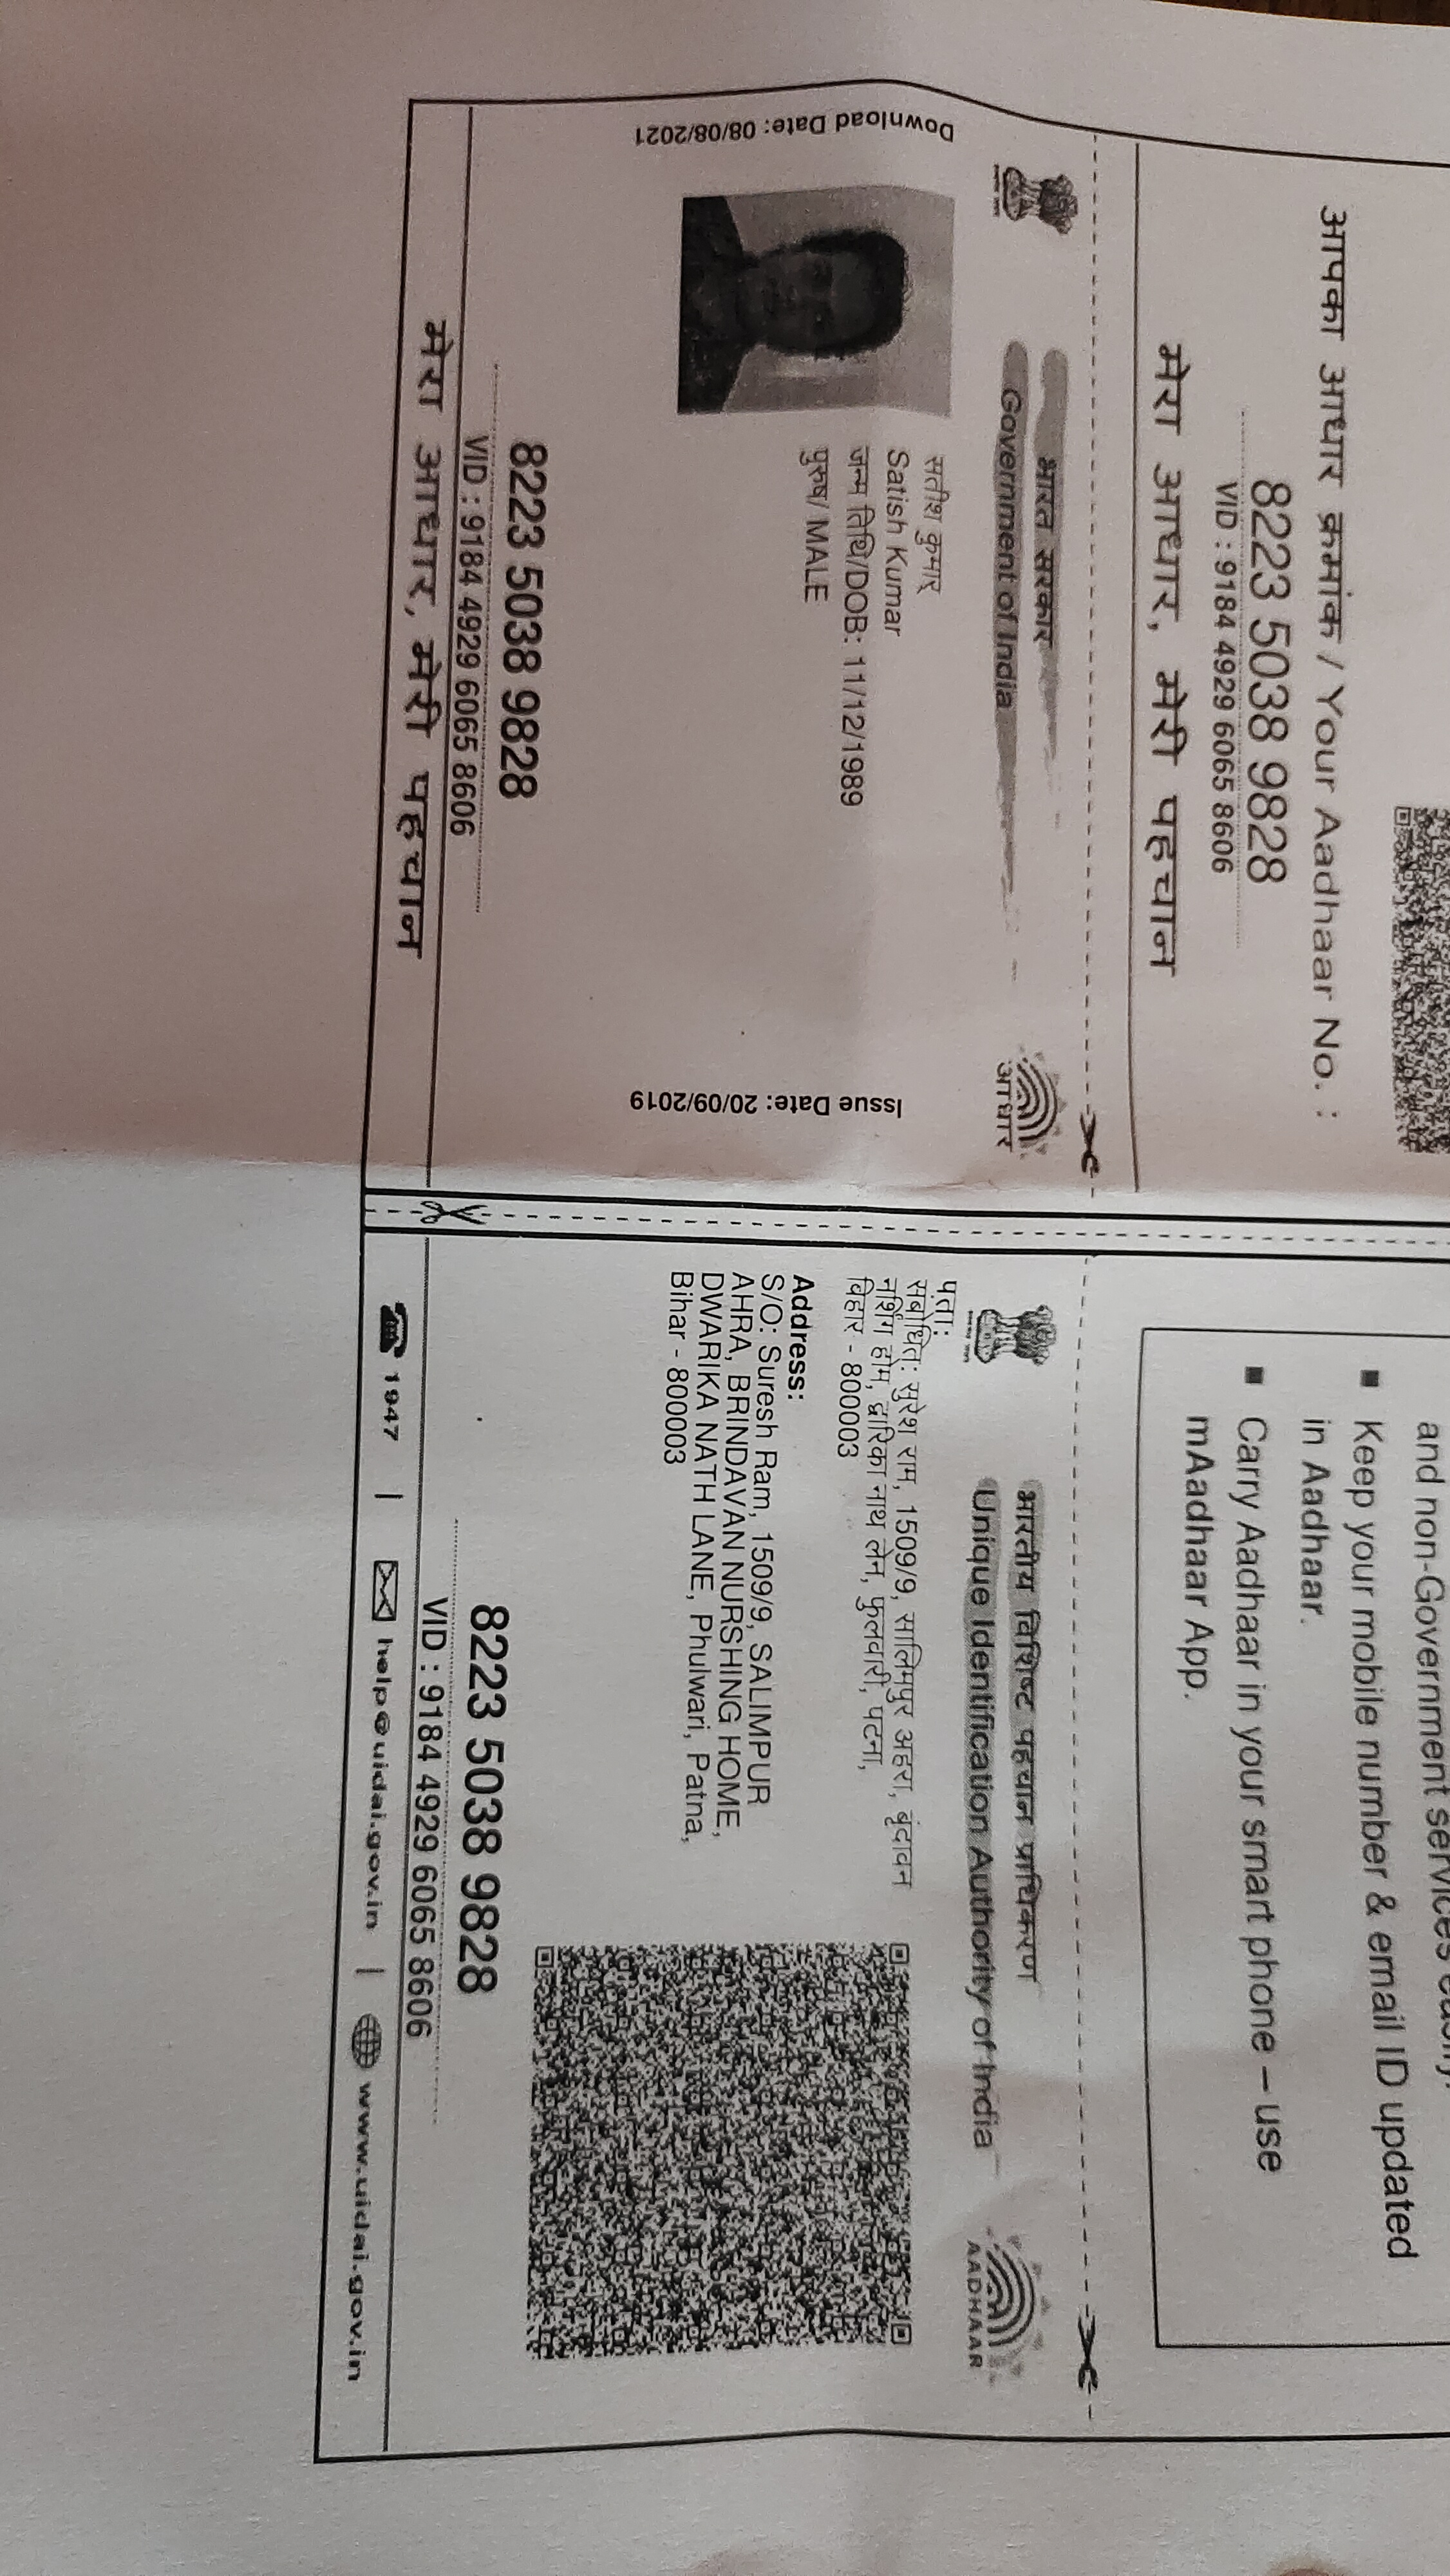 आपका आधार क्रमांक / Your Aadhaar No. :
8223 5038 9828
VID : 9184 4929 6065 8606
मेरा आधार, मेरी पहचान
भारत सरकार
Government of India
आधार
Download Date: 08/08/2021
सतीश कुमार
Satish Kumar
जन्म तिथि/DOB: 11/12/1989
पुरुष/ MALE
Issue Date: 20/09/2019
8223 5038 9828
VID : 9184 4929 6065 8606
मेरा आधार, मेरी पहचान
and non-Government services easily.
▪ Keep your mobile number & email ID updated
in Aadhaar.
▪ Carry Aadhaar in your smart phone – use
mAadhaar App.
भारतीय विशिष्ट पहचान प्राधिकरण
Unique Identification Authority of India
AADHAAR
पता:
संबोधित: सुरेश राम, 1509/9, सालिमपुर अहरा, बृंदावन
नर्शिंग होम, द्वारिका नाथ लेन, फुलवारी, पटना,
बिहार - 800003
Address:
S/O: Suresh Ram, 1509/9, SALIMPUR
AHRA, BRINDAVAN NURSHING HOME,
DWARIKA NATH LANE, Phulwari, Patna,
Bihar - 800003
8223 5038 9828
VID : 9184 4929 6065 8606
1947 | help@uidai.gov.in | www.uidai.gov.in